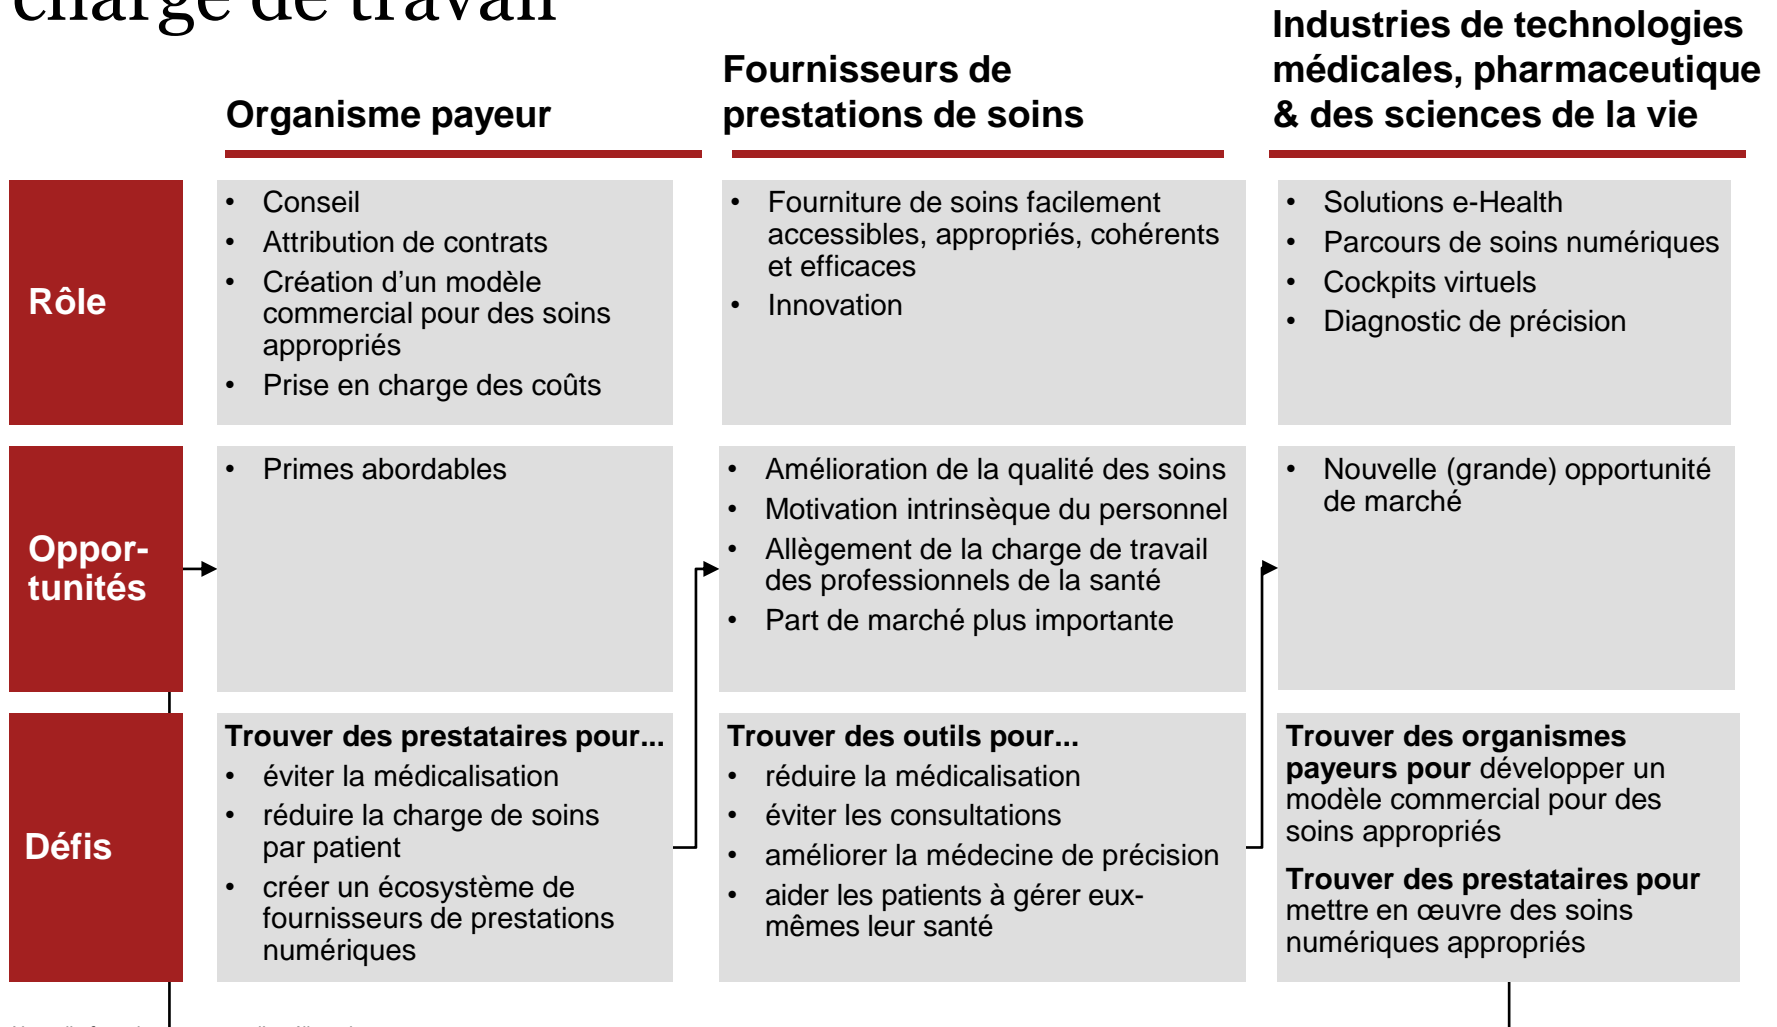 charge de travail
Organisme payeur
Fournisseurs de
prestations de soins
Industries de technologies
médicales, pharmaceutique
& des sciences de la vie
Rôle
• Conseil
• Attribution de contrats
• Création d’un modèle
commercial pour des soins
appropriés
• Prise en charge des coûts
• Fourniture de soins facilement
accessibles, appropriés, cohérents
et efficaces
• Innovation
• Solutions e-Health
• Parcours de soins numériques
• Cockpits virtuels
• Diagnostic de précision
Oppor-
tunités
• Primes abordables
• Amélioration de la qualité des soins
• Motivation intrinsèque du personnel
• Allègement de la charge de travail
des professionnels de la santé
• Part de marché plus importante
• Nouvelle (grande) opportunité
de marché
Défis
Trouver des prestataires pour...
• éviter la médicalisation
• réduire la charge de soins
par patient
• créer un écosystème de
fournisseurs de prestations
numériques
Trouver des outils pour...
• réduire la médicalisation
• éviter les consultations
• améliorer la médecine de précision
• aider les patients à gérer eux-
mêmes leur santé
Trouver des organismes
payeurs pour développer un
modèle commercial pour des
soins appropriés
Trouver des prestataires pour
mettre en œuvre des soins
numériques appropriés